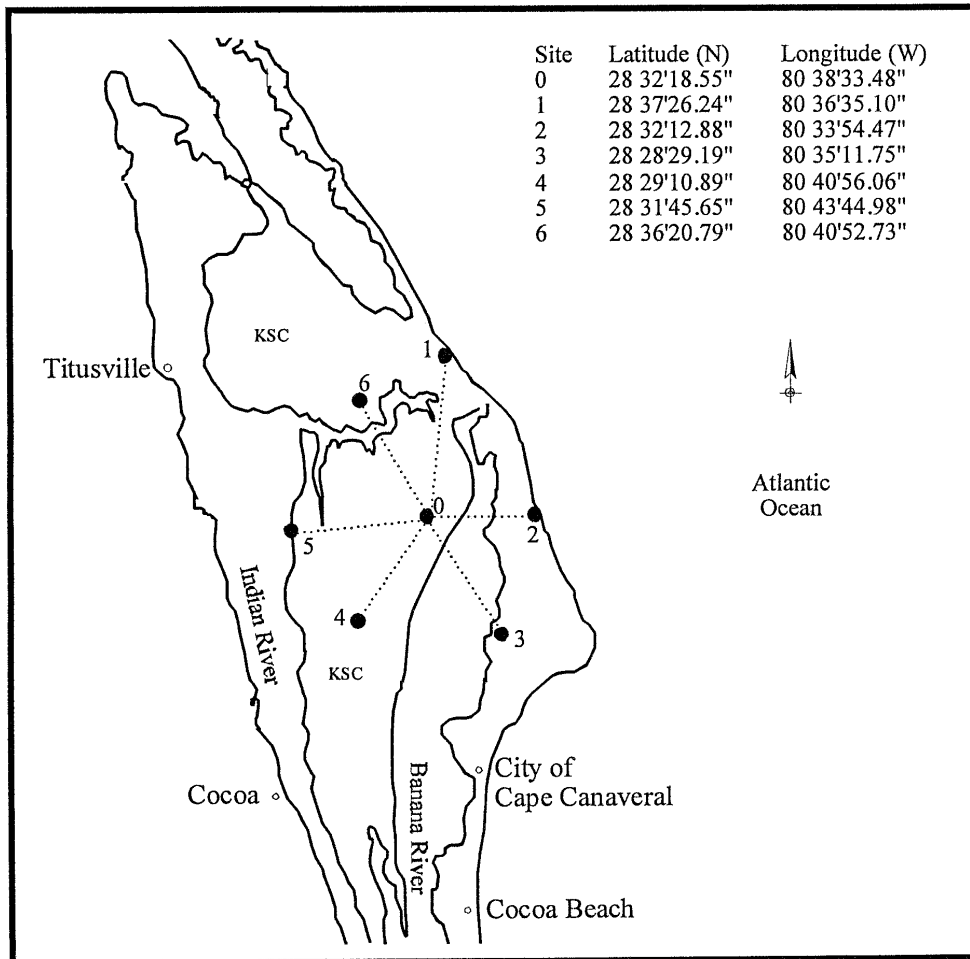 Site Latitude (N) Longitude (W)
0 28 32'18.55" 80 38'33.48"
1 28 37'26.24" 80 36'35.10"
2 28 32'12.88" 80 33'54.47"
3 28 28'29.19" 80 35'11.75"
4 28 29'10.89" 80 40'56.06"
5 28 31'45.65" 80 43'44.98"
6 28 36'20.79" 80 40'52.73"
KSC
1
Titusville
6
Atlantic
Ocean
0
5
2
Indian River
4
3
KSC
City of
Cape Canaveral
Cocoa
Banana River
Cocoa Beach